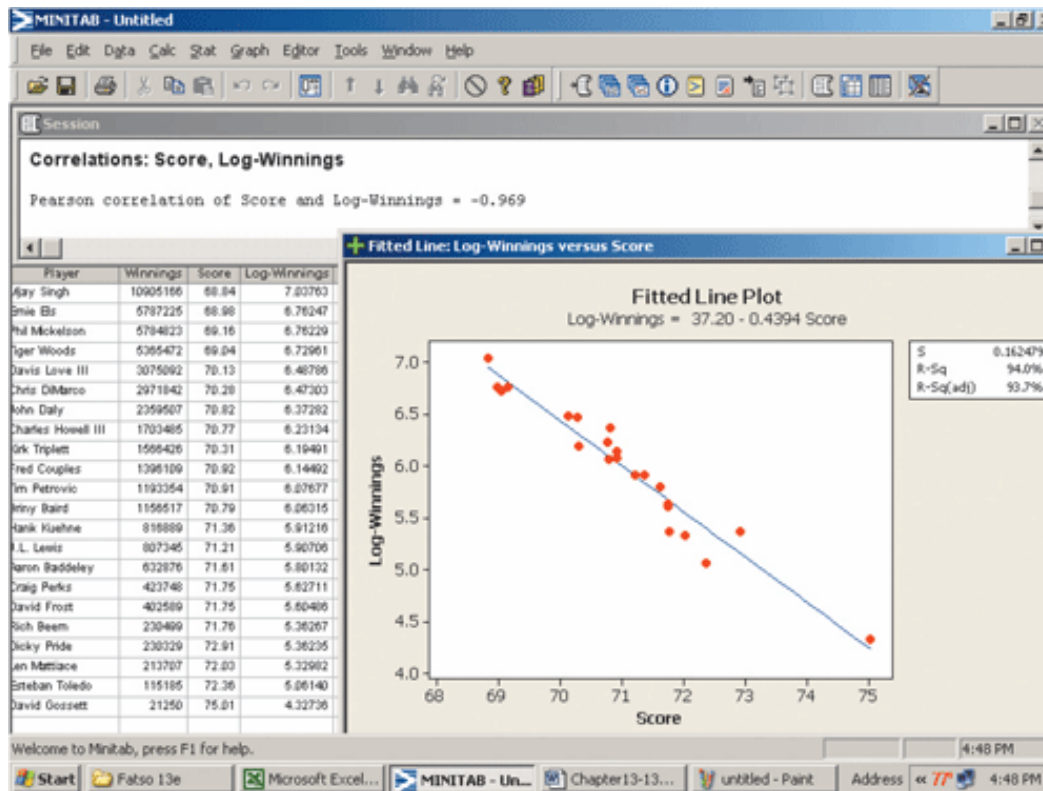 MINITAB - Untitled
File Edit Data Calc Stat Graph Editor Tools Window Help
Session
Correlations: Score, Log-Winnings
Pearson correlation of Score and Log-Winnings = -0.969
Player Winnings Score Log-Winnings
Vijay Singh 10905166 68.84 7.03763
Ernie Els 5787225 68.98 6.76247
Phil Mickelson 5784823 69.16 6.76229
Tiger Woods 5365472 69.04 6.72961
Davis Love III 3075092 70.13 6.48786
Chris DiMarco 2971842 70.28 6.47303
John Daly 2359507 70.82 6.37282
Charles Howell III 1703485 70.77 6.23134
Kirk Triplett 1566426 70.31 6.19491
Fred Couples 1396109 70.92 6.14492
Tim Petrovic 1193354 70.91 6.07677
Briny Baird 1156517 70.79 6.06315
Hank Kuehne 816889 71.36 5.91216
J.L. Lewis 807345 71.21 5.90706
Aaron Baddeley 632876 71.61 5.80132
Craig Perks 423748 71.75 5.62711
David Frost 402589 71.75 5.60486
Rich Beem 230499 71.76 5.36267
Dicky Pride 230329 72.91 5.36235
Len Mattiace 213707 72.03 5.32982
Esteban Toledo 115185 72.36 5.06140
David Gossett 21250 75.01 4.32736
Fitted Line: Log-Winnings versus Score
Fitted Line Plot
Log-Winnings = 37.20 - 0.4394 Score
S 0.162479
R-Sq 94.0%
R-Sq(adj) 93.7%
Log-Winnings
7.0
6.5
6.0
5.5
5.0
4.5
4.0
68 69 70 71 72 73 74 75
Score
Welcome to Minitab, press F1 for help.
4:48 PM
Start Fatso 13e Microsoft Excel... MINITAB - Un... Chapter13-13... untitled - Paint Address « 4:48 PM